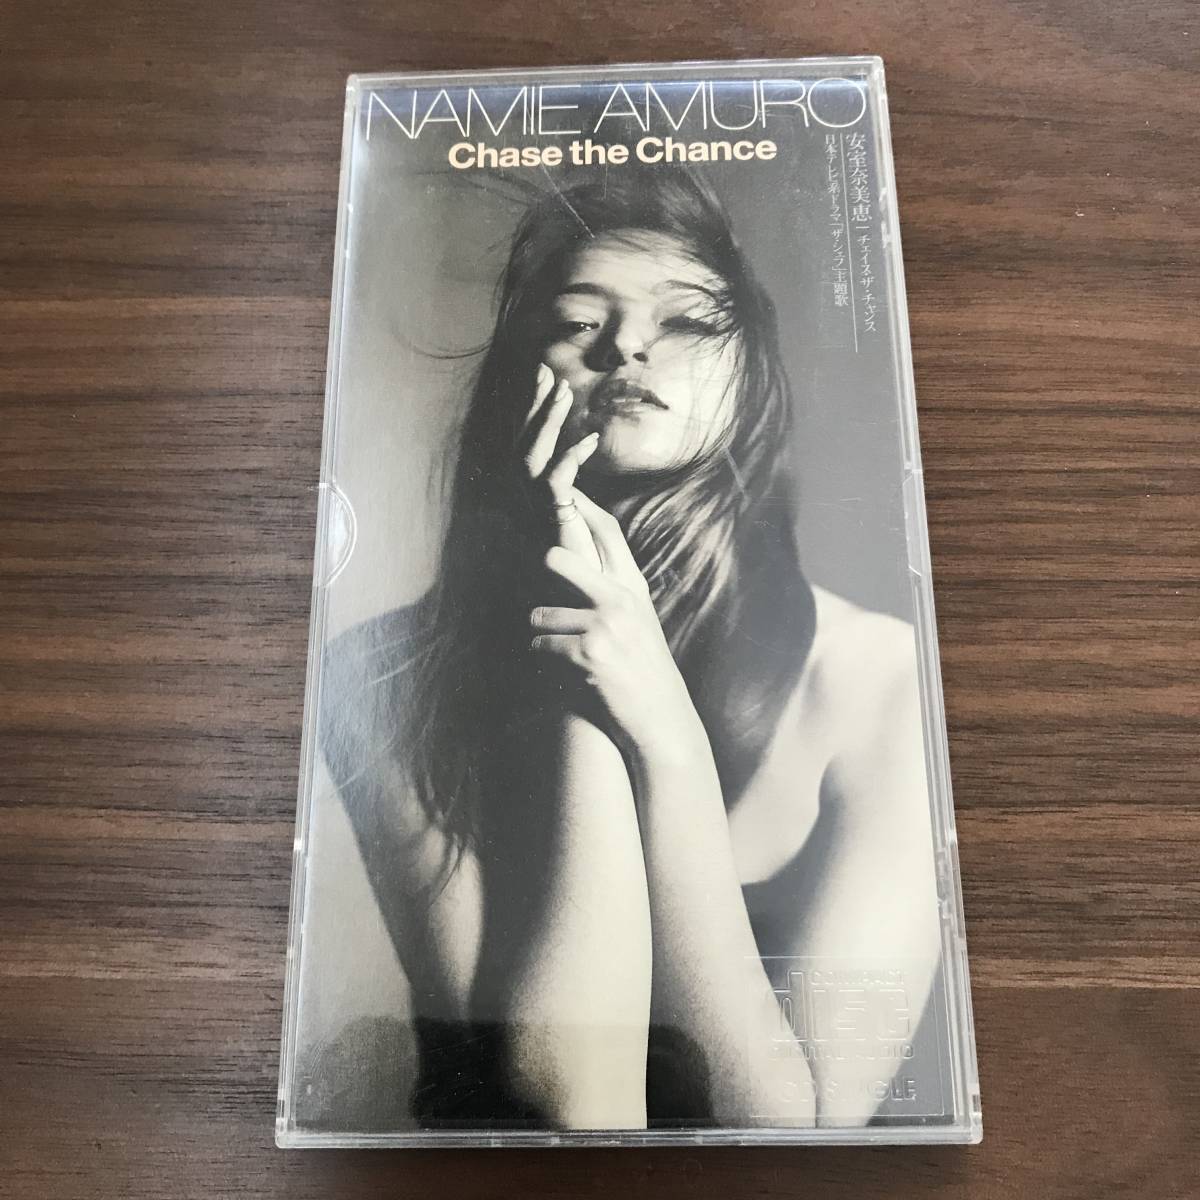 NAMIE AMURO
Chase the Chance
安室奈美恵 チェイス・ザ・チャンス
日本テレビ系ドラマ「ザ・シェフ」主題歌
COMPACT
disc
DIGITAL AUDIO
CD SINGLE